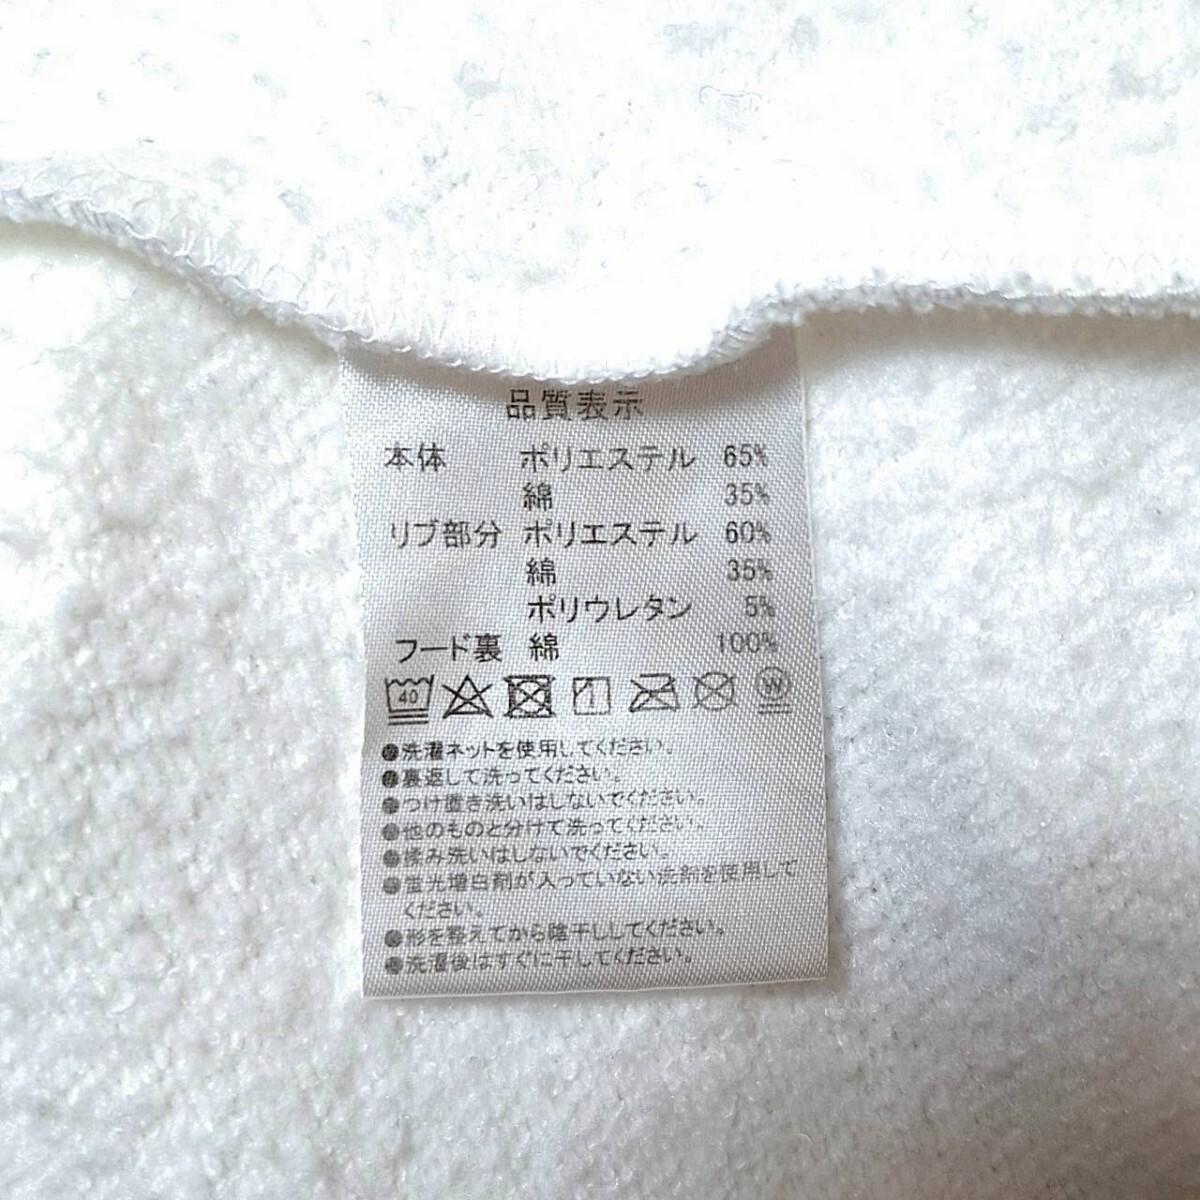 品質表示
本体 ポリエステル 65%
綿 35%
リブ部分 ポリエステル 60%
綿 35%
ポリウレタン 5%
フード裏 綿 100%
40 W
●洗濯ネットを使用してください。
●裏返して洗ってください。
●つけ置き洗いはしないでください。
●他のものと分けて洗ってください。
●揉み洗いはしないでください。
●蛍光増白剤が入っていない洗剤を使用して
ください。
●形を整えてから陰干ししてください。
●洗濯後はすぐに干してください。